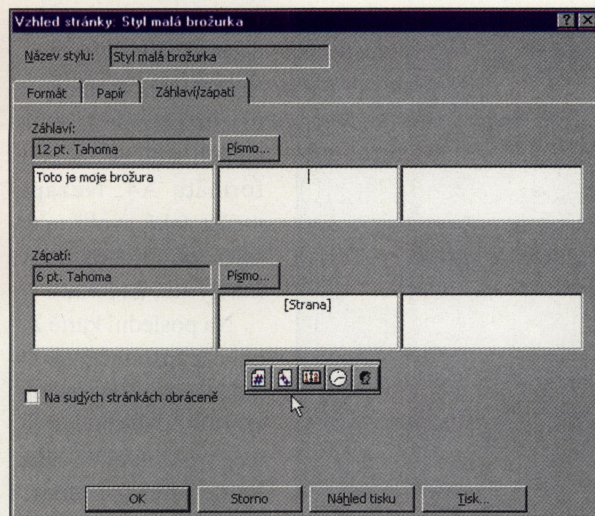 Vzhled stránky: Styl malá brožurka
Název stylu: Styl malá brožurka
Formát Papír Záhlaví/zápatí
Záhlaví:
12 pt. Tahoma Písmo...
Toto je moje brožura
Zápatí:
6 pt. Tahoma Písmo...
[Strana]
Na sudých stránkách obráceně
OK Storno Náhled tisku Tisk...